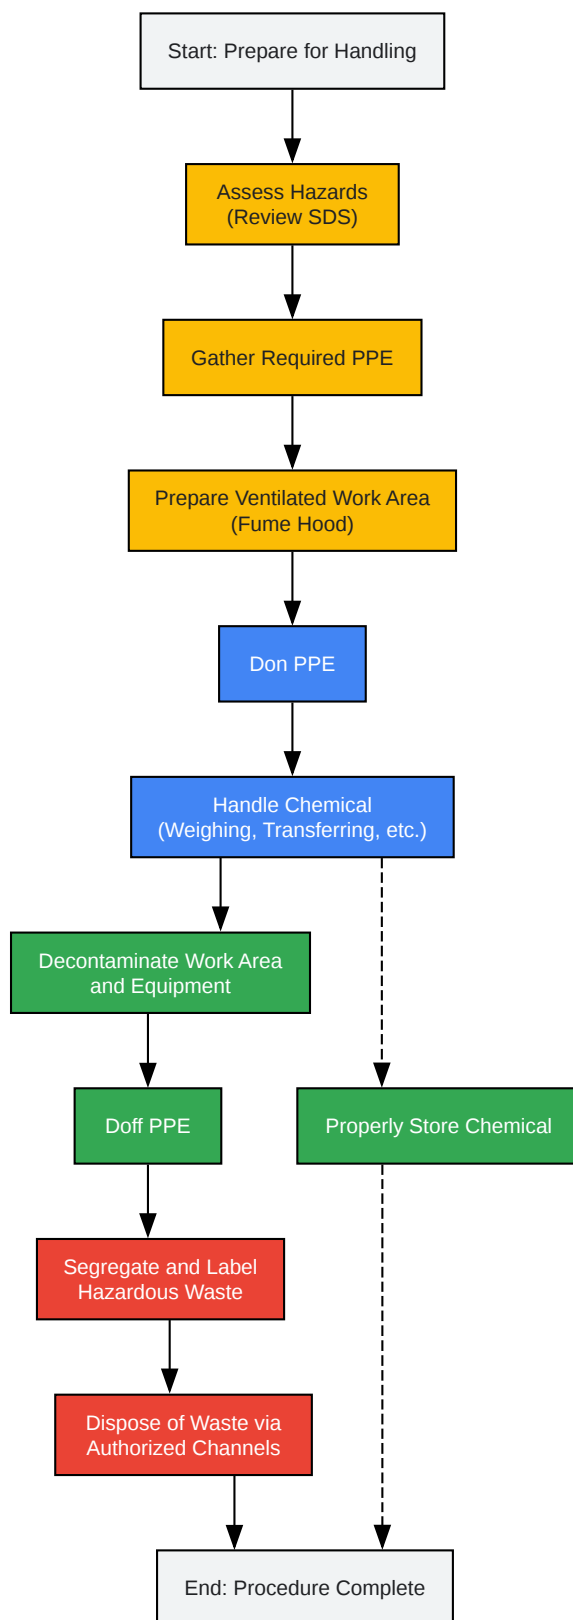 Start: Prepare for Handling
Assess Hazards
(Review SDS)
Gather Required PPE
Prepare Ventilated Work Area
(Fume Hood)
Don PPE
Handle Chemical
(Weighing, Transferring, etc.)
Decontaminate Work Area
and Equipment
Doff PPE
Properly Store Chemical
Segregate and Label
Hazardous Waste
Dispose of Waste via
Authorized Channels
End: Procedure Complete